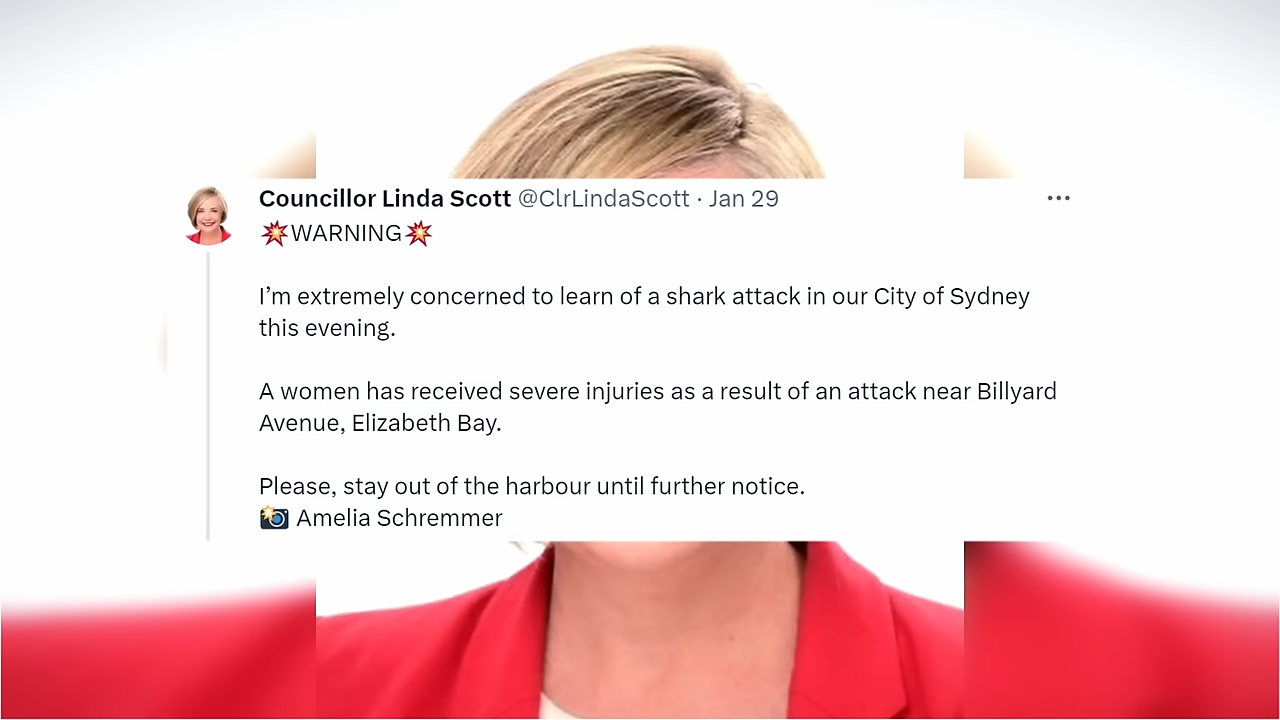 Councillor Linda Scott @ClrLindaScott · Jan 29
💥WARNING💥
I’m extremely concerned to learn of a shark attack in our City of Sydney
this evening.
A women has received severe injuries as a result of an attack near Billyard
Avenue, Elizabeth Bay.
Please, stay out of the harbour until further notice.
📸 Amelia Schremmer